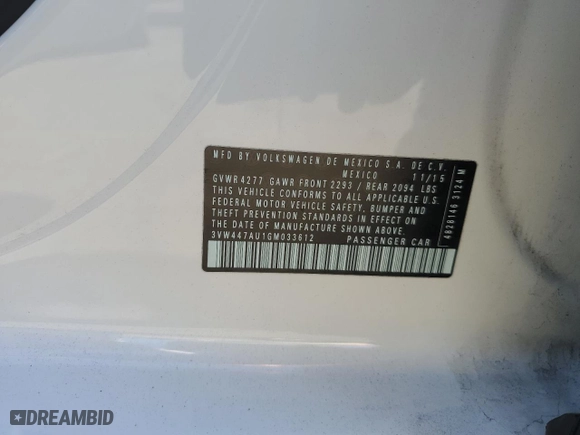 MFD BY VOLKSWAGEN DE MEXICO S.A. DE C.V.
MEXICO 11/15
GVWR 4277 GAWR FRONT 2293 / REAR 2094 LBS
THIS VEHICLE CONFORMS TO ALL APPLICABLE U.S.
FEDERAL MOTOR VEHICLE SAFETY, BUMPER AND
THEFT PREVENTION STANDARDS IN EFFECT ON
THE DATE OF MANUFACTURE SHOWN ABOVE.
3VW447AU1GM033612 PASSENGER CAR
4828146 3124 M
DREAMBID